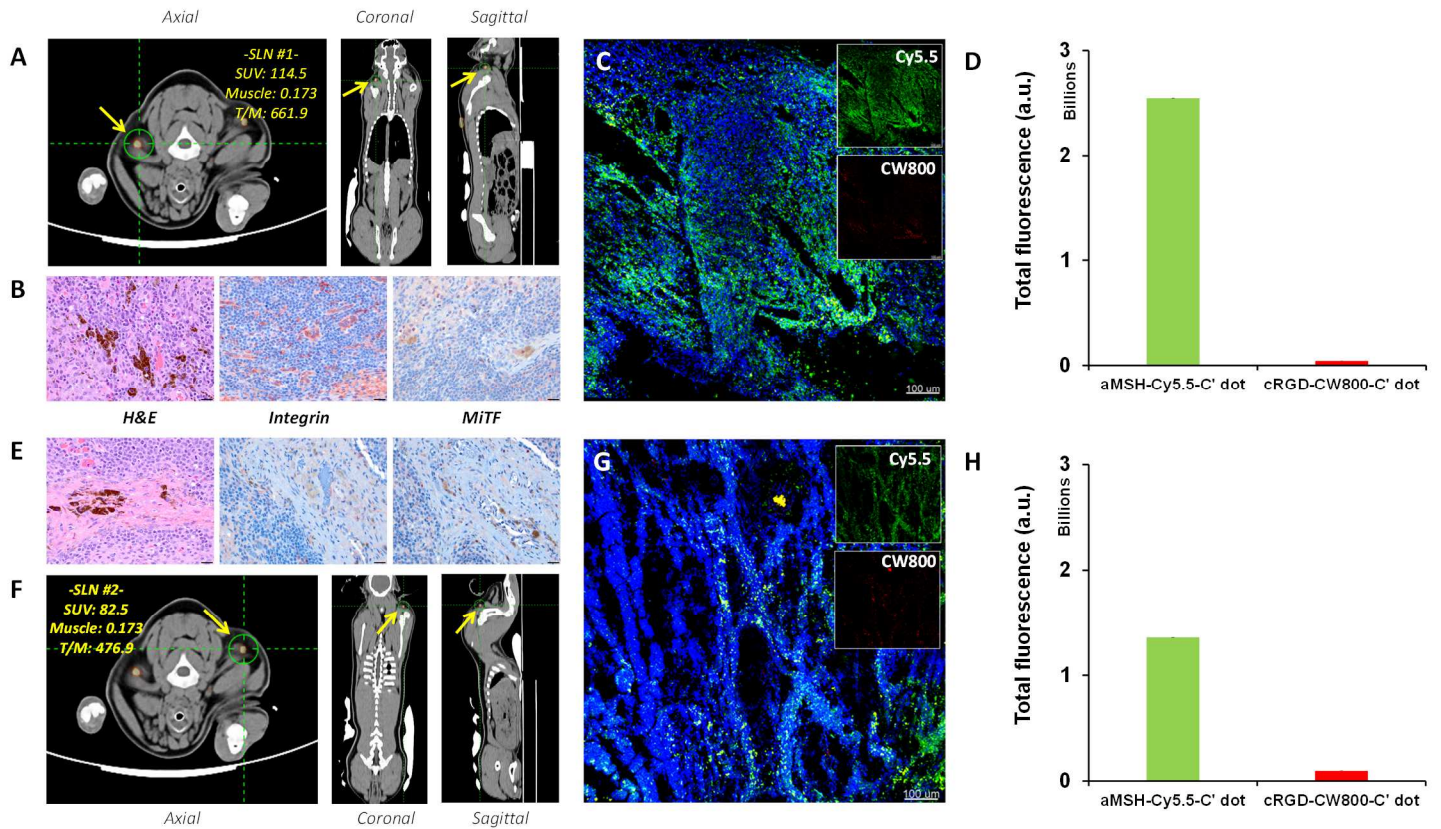 Axial
Coronal
Sagittal
A
-SLN #1-
SUV: 114.5
Muscle: 0.173
T/M: 661.9
B
H&E
Integrin
MiTF
E
F
-SLN #2-
SUV: 82.5
Muscle: 0.173
T/M: 476.9
Axial
Coronal
Sagittal
C
Cy5.5
CW800
100 um
D
Total fluorescence (a.u.)
Billions
3
2
1
0
aMSH-Cy5.5-C' dot
cRGD-CW800-C' dot
G
Cy5.5
CW800
100 um
H
Total fluorescence (a.u.)
Billions
3
2
1
0
aMSH-Cy5.5-C' dot
cRGD-CW800-C' dot